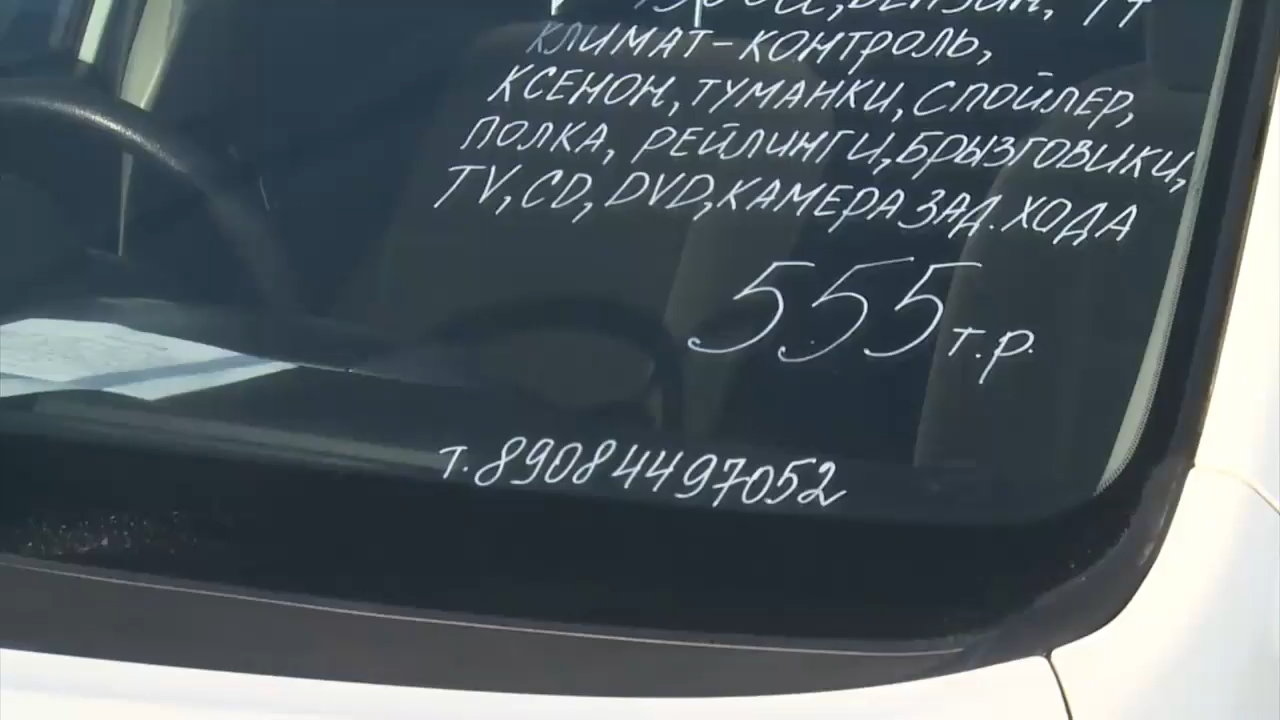 КЛИМАТ-КОНТРОЛЬ,
КСЕНОН, ТУМАНКИ, СПОЙЛЕР,
ПОЛКА, РЕЙЛИНГИ, БРЫЗГОВИКИ,
TV, CD, DVD, КАМЕРА ЗАД. ХОДА
555 т.р.
т. 89084497052